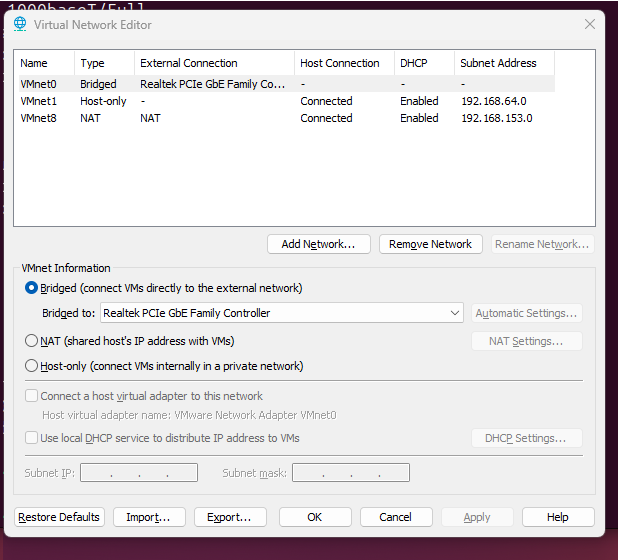 1000baseT/Full
Virtual Network Editor
Name Type External Connection Host Connection DHCP Subnet Address
VMnet0 Bridged Realtek PCIe GbE Family Co... - - -
VMnet1 Host-only - Connected Enabled 192.168.64.0
VMnet8 NAT NAT Connected Enabled 192.168.153.0
Add Network... Remove Network Rename Network...
VMnet Information
Bridged (connect VMs directly to the external network)
Bridged to: Realtek PCIe GbE Family Controller Automatic Settings...
NAT (shared host's IP address with VMs) NAT Settings...
Host-only (connect VMs internally in a private network)
Connect a host virtual adapter to this network
Host virtual adapter name: VMware Network Adapter VMnet0
Use local DHCP service to distribute IP address to VMs DHCP Settings...
Subnet IP: . . . Subnet mask: . . .
Restore Defaults Import... Export... OK Cancel Apply Help